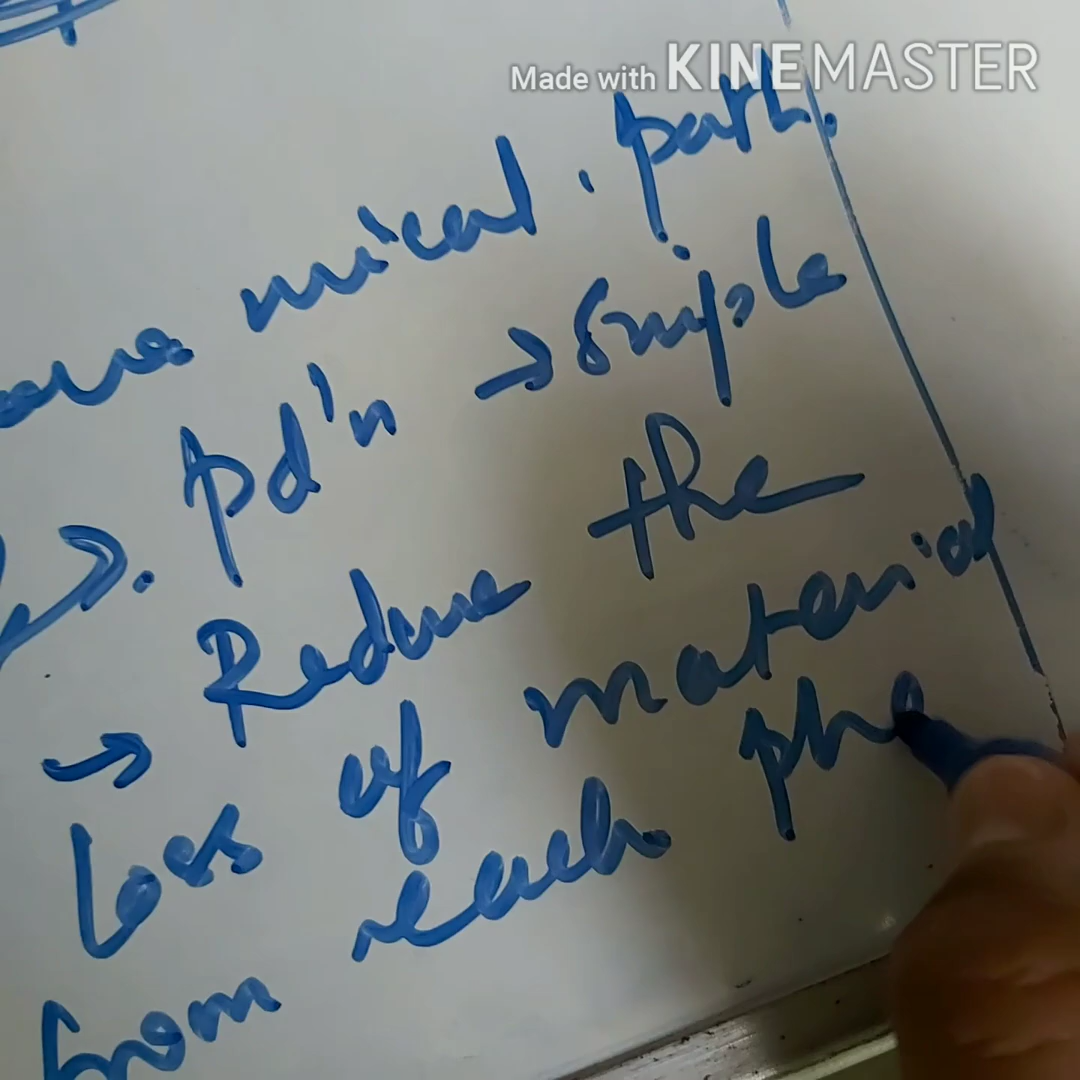 Made with KINEMASTER
mical. path.
pd'n → Simple
→ Reduce the
Loss of material
from each pha